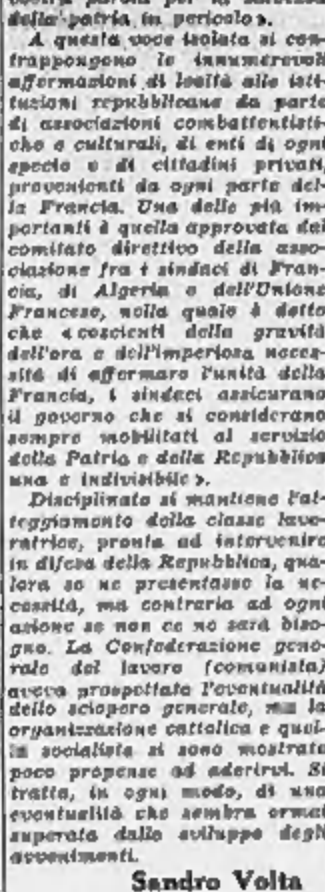 della patria in pericolo ».
A questa voce isolata si con-
trappongono le innumerevoli
affermazioni di lealtà alle isti-
tuzioni repubblicane da parte
di associazioni combattentisti-
che e culturali, di enti di ogni
specie e di cittadini privati,
provenienti da ogni parte del-
la Francia. Una delle più im-
portanti è quella approvata dal
comitato direttivo della asso-
ciazione fra i sindaci di Fran-
cia, di Algeria e dell'Unione
Francese, nella quale è detto
che « coscienti della gravità
dell'ora e dell'imperiosa neces-
sità di affermare l'unità della
Francia, i sindaci assicurano
il governo che si considerano
sempre mobilitati al servizio
della Patria e della Repubblica
una e indivisibile ».
Disciplinato si mantiene l'at-
teggiamento della classe lavo-
ratrice, pronta ad intervenire
in difesa della Repubblica, qua-
lora se ne presentasse la ne-
cessità, ma contraria ad ogni
azione se non ce ne sarà biso-
gno. La Confederazione gene-
rale del lavoro (comunista)
aveva prospettato l'eventualità
dello sciopero generale, ma la
organizzazione cattolica e quel-
la socialista si sono mostrate
poco propense ad aderirvi. Si
tratta, in ogni modo, di una
eventualità che sembra ormai
superata dallo sviluppo degli
avvenimenti.
Sandro Volta